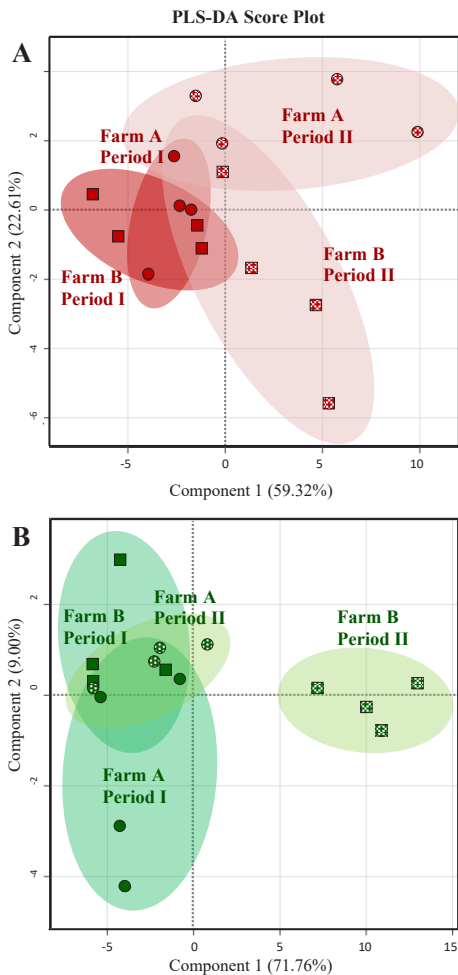 PLS-DA Score Plot
A
Farm A
Period II
Farm A
Period I
Farm B
Period I
Farm B
Period II
Component 2 (22.61%)
2
0
-2
-4
-6
-5
0
5
10
Component 1 (59.32%)
B
Farm A
Period II
Farm B
Period I
Farm B
Period II
Farm A
Period I
Component 2 (9.00%)
2
0
-2
-4
-5
0
5
10
15
Component 1 (71.76%)